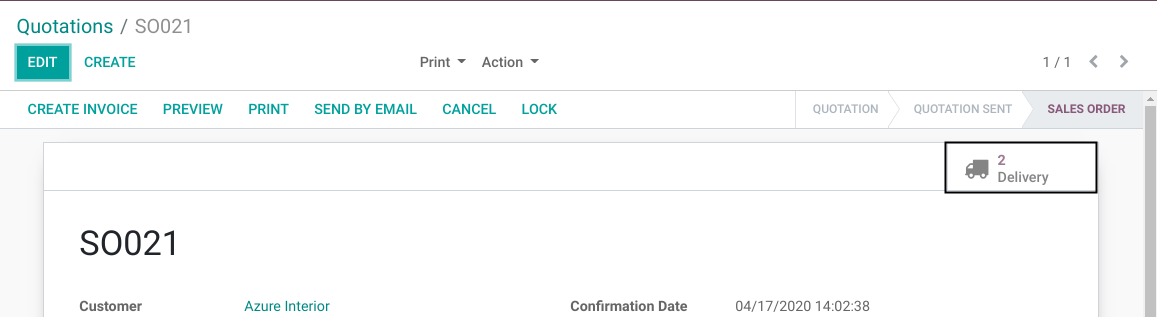 Quotations / SO021
EDIT CREATE Print Action 1 / 1
CREATE INVOICE PREVIEW PRINT SEND BY EMAIL CANCEL LOCK QUOTATION QUOTATION SENT SALES ORDER
2
Delivery
SO021
Customer Azure Interior Confirmation Date 04/17/2020 14:02:38